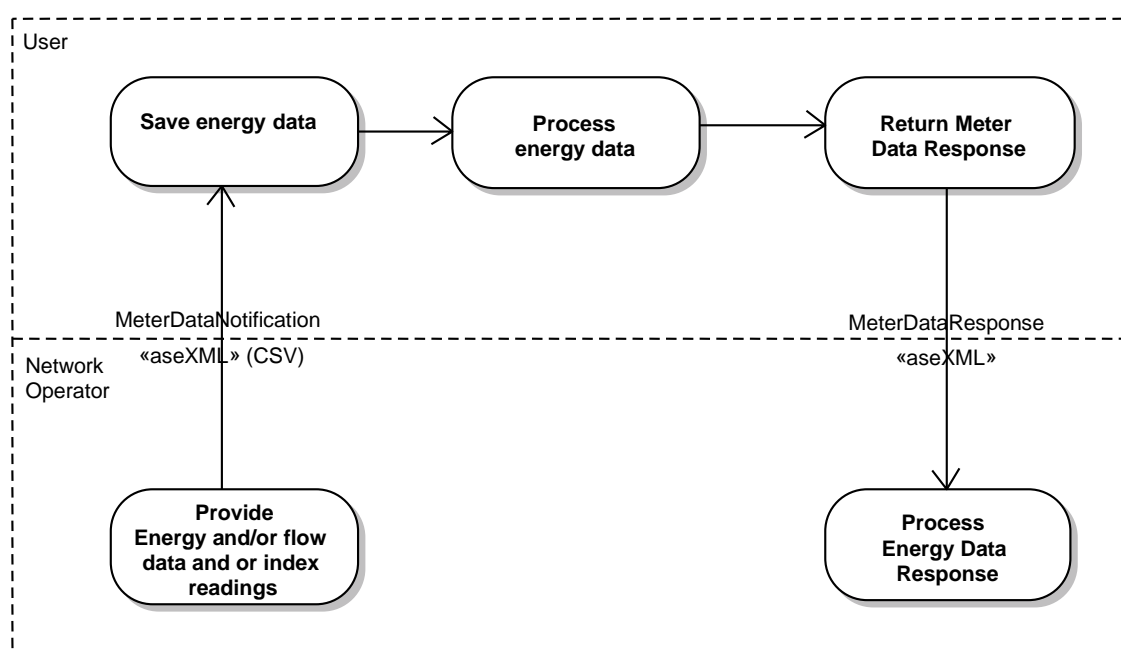 User
Save energy data
Process
energy data
Return Meter
Data Response
MeterDataNotification
«aseXML» (CSV)
MeterDataResponse
«aseXML»
Network
Operator
Provide
Energy and/or flow
data and or index
readings
Process
Energy Data
Response